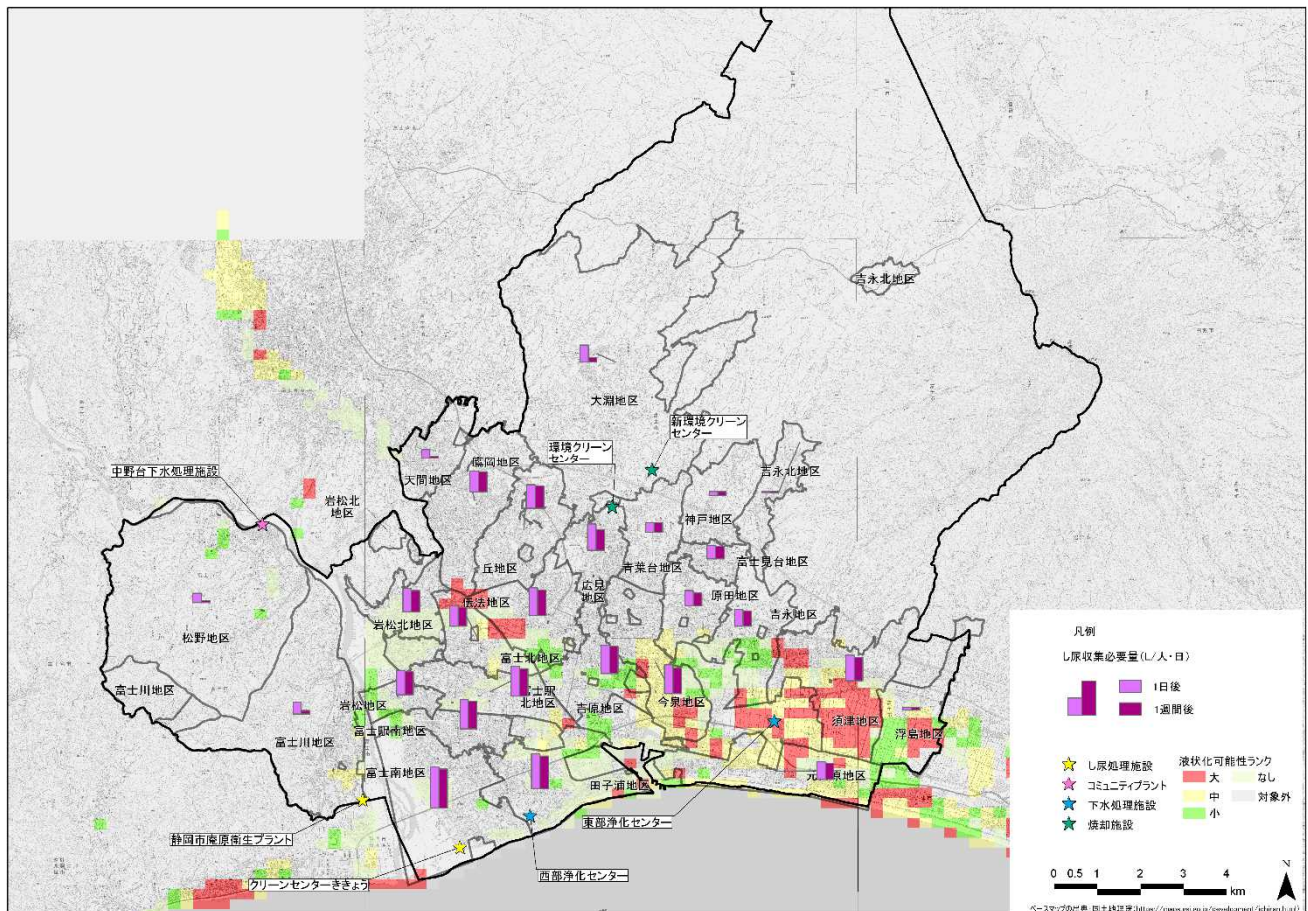 吉永北地区
大淵地区
新環境クリーン
センター
環境クリーン
センター
鷹岡地区
天間地区
吉永北地区
中野台下水処理施設
岩松北
地区
神戸地区
丘地区
広見
地区
青葉台地区
富士見台地区
伝法地区
原田地区
吉永地区
岩松北地区
松野地区
富士北地区
富士川地区
富士駅
北地区
今泉地区
岩松地区
吉原地区
須津地区
浮島地区
富士川地区
富士駅南地区
富士南地区
元吉原地区
田子浦地区
東部浄化センター
静岡市庵原衛生プラント
西部浄化センター
クリーンセンターききょう
凡例
し尿収集必要量(L/人・日)
1日後
1週間後
し尿処理施設
コミュニティプラント
下水処理施設
焼却施設
液状化可能性ランク
大
なし
中
対象外
小
0 0.5 1 2 3 4
km
N